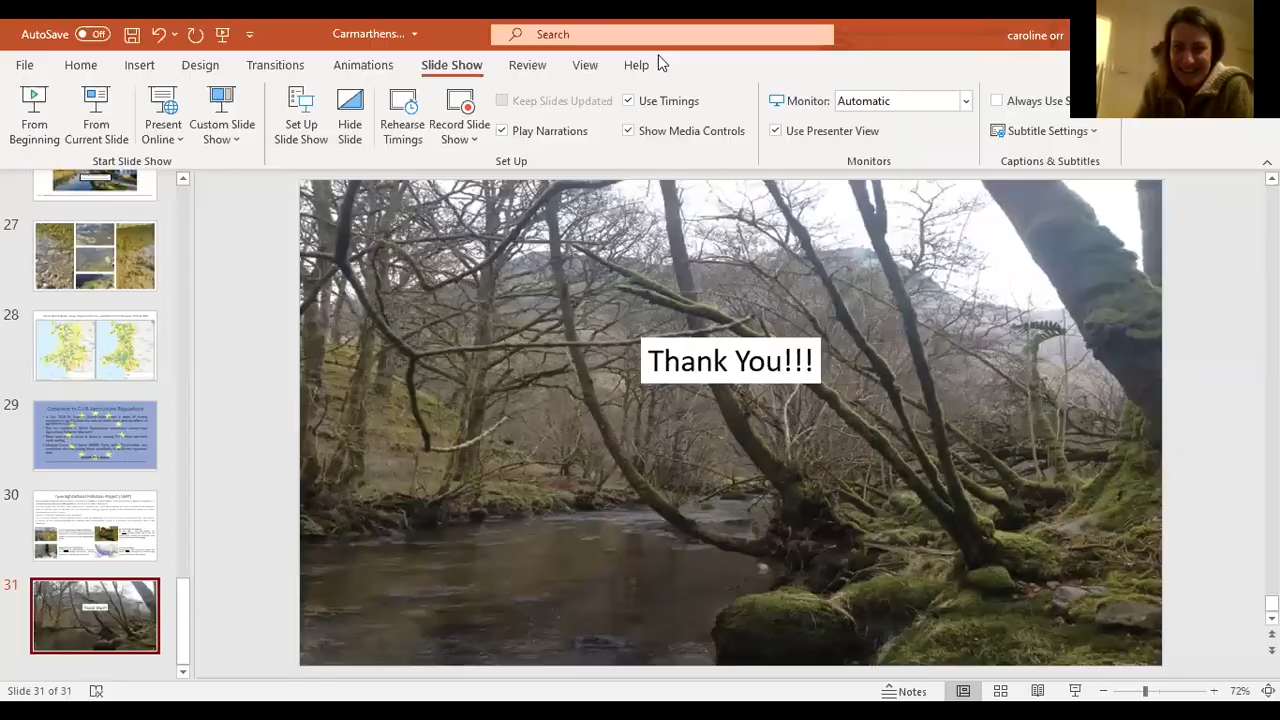 AutoSave Off Carmarthens... Search caroline orr
File Home Insert Design Transitions Animations Slide Show Review View Help
From Beginning
From Current Slide
Present Online
Custom Slide Show
Set Up Slide Show
Hide Slide
Rehearse Timings
Record Slide Show
Keep Slides Updated
Play Narrations
Use Timings
Show Media Controls
Monitor: Automatic
Use Presenter View
Always Use S
Subtitle Settings
Start Slide Show Set Up Monitors Captions & Subtitles
27
28
29
30
31
Thank You!!!
Slide 31 of 31 Notes 72%